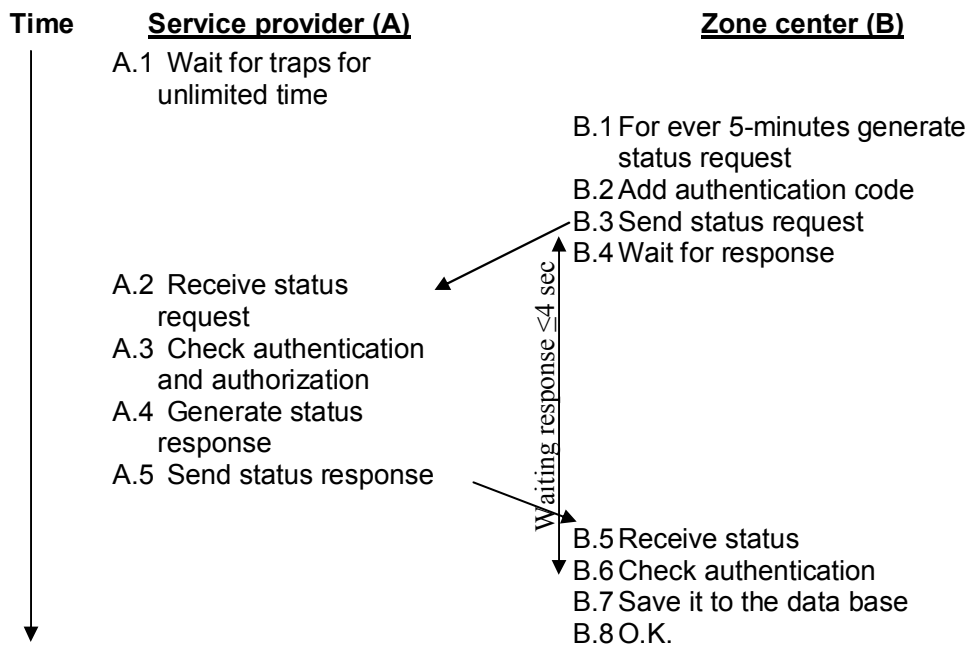 Time
Service provider (A)
Zone center (B)
A.1 Wait for traps for
unlimited time
B.1 For ever 5-minutes generate
status request
B.2 Add authentication code
B.3 Send status request
B.4 Wait for response
Waiting response ≤4 sec
A.2 Receive status
request
A.3 Check authentication
and authorization
A.4 Generate status
response
A.5 Send status response
B.5 Receive status
B.6 Check authentication
B.7 Save it to the data base
B.8 O.K.